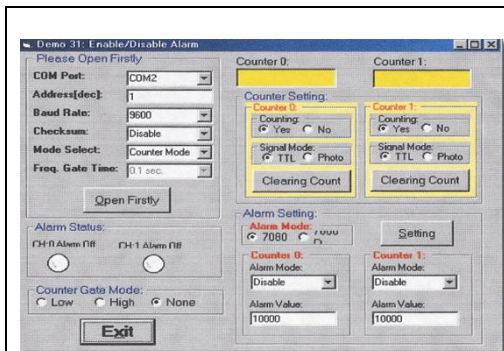 Demo 31: Enable/Disable Alarm
Please Open Firstly
COM Port: COM2
Address[dec]: 1
Baud Rate: 9600
Checksum: Disable
Mode Select: Counter Mode
Freq. Gate Time: 0.1 sec.
Open Firstly
Alarm Status:
CH:0 Alarm Off CH:1 Alarm Off
Counter Gate Mode:
Low High None
Exit
Counter 0: Counter 1:
Counter Setting:
Counter 0: Counter 1:
Counting: Counting:
Yes No Yes No
Signal Mode: Signal Mode:
TTL Photo TTL Photo
Clearing Count Clearing Count
Alarm Setting:
Alarm Mode:
7080
Setting
Counter 0: Counter 1:
Alarm Mode: Alarm Mode:
Disable Disable
Alarm Value: Alarm Value:
10000 10000